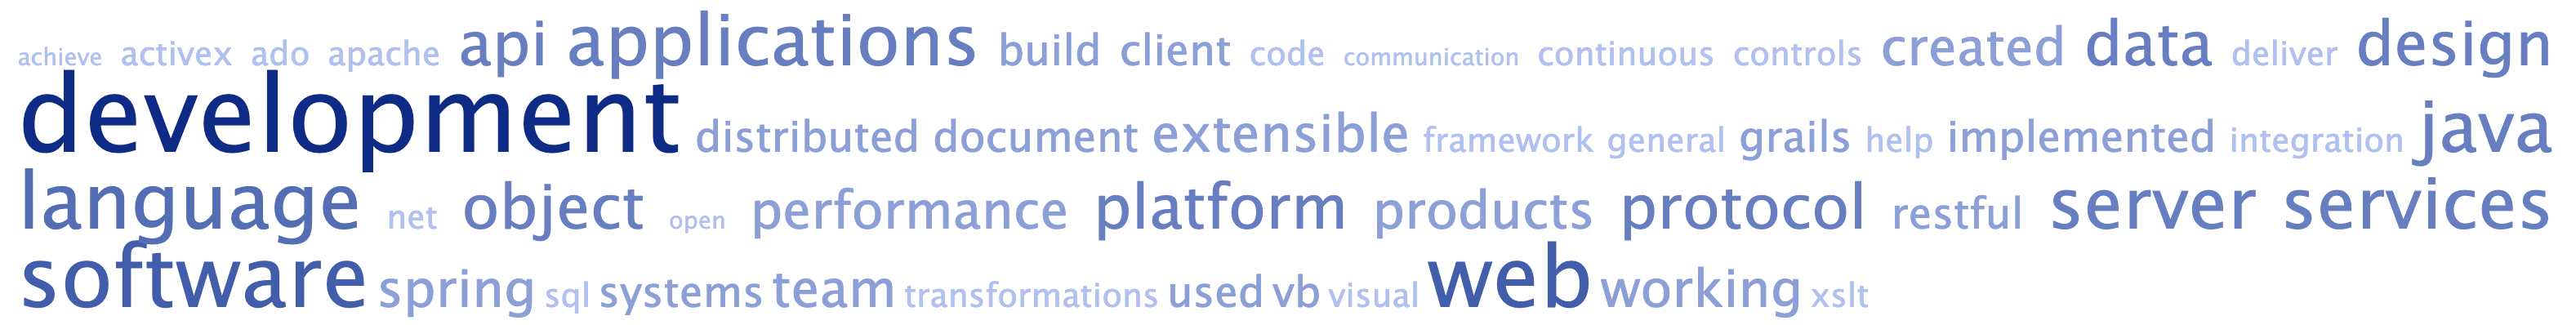 achieve activex ado apache api applications build client code communication continuous controls created data deliver design
development distributed document extensible framework general grails help implemented integration java
language net object open performance platform products protocol restful server services
software spring sql systems team transformations used vb visual web working xslt